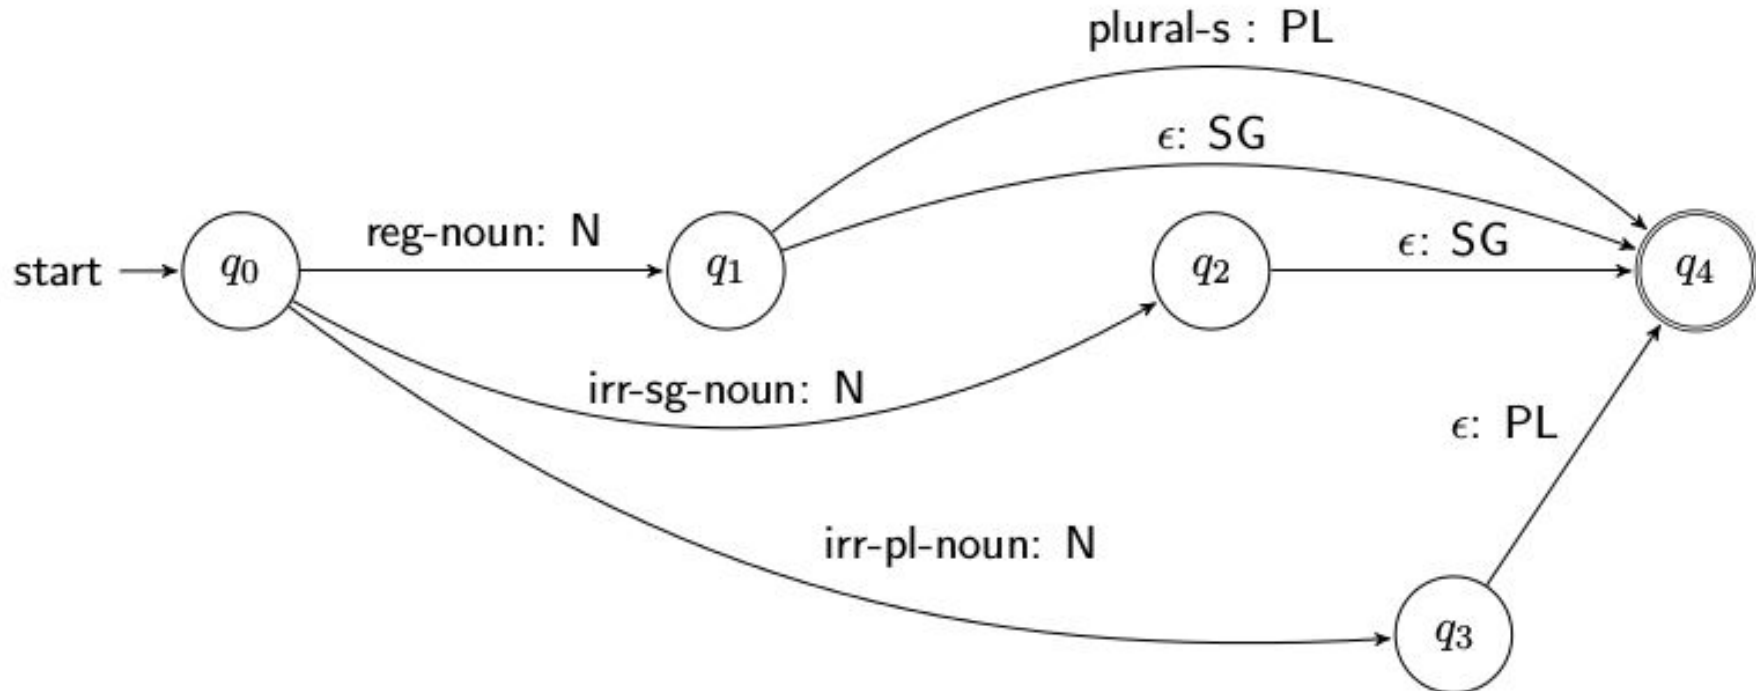 plural-s : PL
ϵ: SG
reg-noun: N
ϵ: SG
start
q0
q1
q2
q4
irr-sg-noun: N
ϵ: PL
irr-pl-noun: N
q3